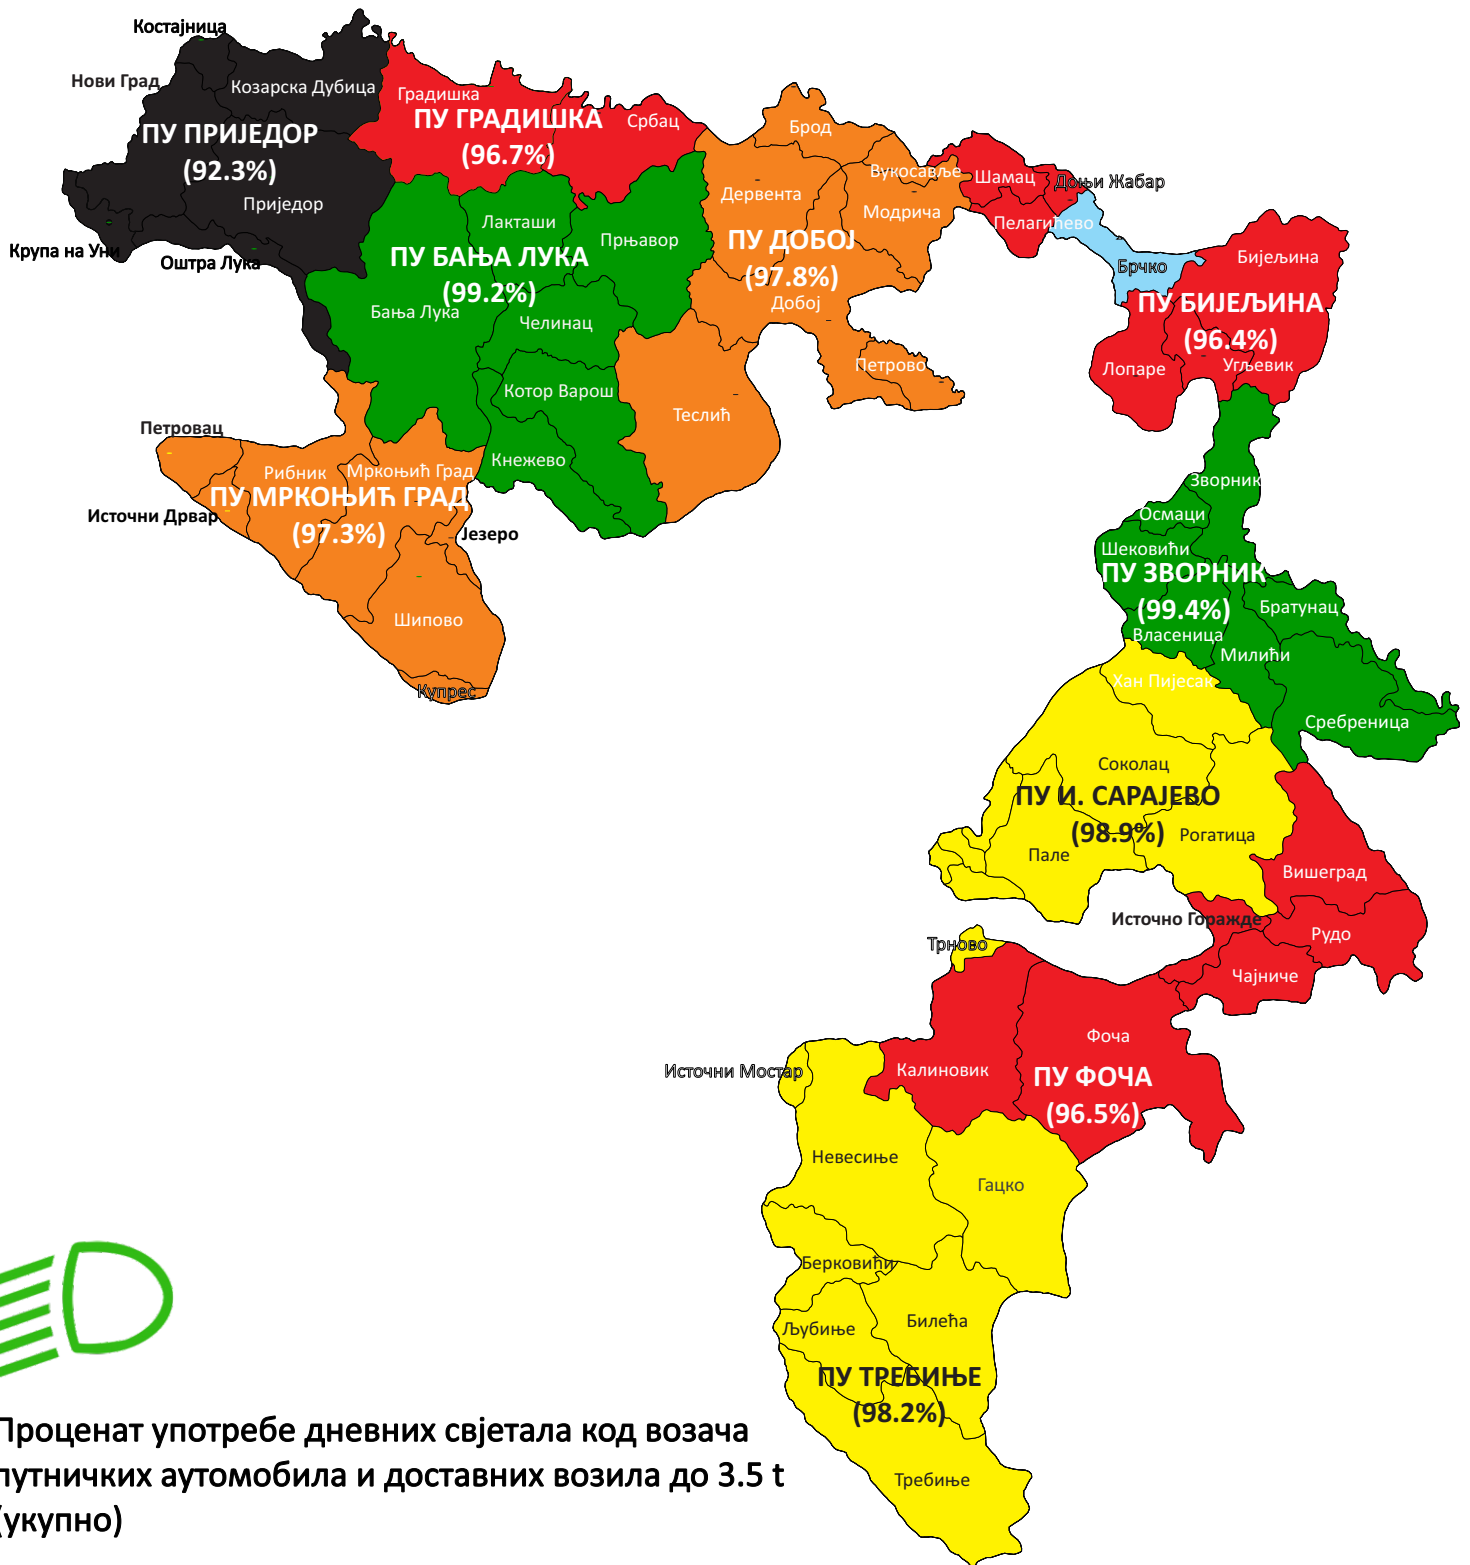 Костајница
Нови Град
Козарска Дубица
Градишка
ПУ ГРАДИШКА
(96.7%)
Србац
ПУ ПРИЈЕДОР
(92.3%)
Приједор
Крупа на Уни
Оштра Лука
Брод
Вукосавље
Дервента
Модрича
ПУ ДОБОЈ
(97.8%)
Добој
Петрово
Теслић
Шамац
Доњи Жабар
Пелагићево
Брчко
Бијељина
ПУ БИЈЕЉИНА
(96.4%)
Лопаре
Угљевик
Лакташи
Прњавор
ПУ БАЊА ЛУКА
(99.2%)
Бања Лука
Челинац
Котор Варош
Кнежево
Петровац
Рибник
Мркоњић Град
ПУ МРКОЊИЋ ГРАД
(97.3%)
Источни Дрвар
Језеро
Шипово
Купрес
Зворник
Осмаци
Шековићи
ПУ ЗВОРНИК
(99.4%)
Братунац
Власеница
Милићи
Сребреница
Хан Пијесак
Соколац
ПУ И. САРАЈЕВО
(98.9%)
Рогатица
Пале
Трново
Вишеград
Источно Горажде
Рудо
Чајниче
Фоча
ПУ ФОЧА
(96.5%)
Калиновик
Источни Мостар
Невесиње
Гацко
Берковићи
Љубиње
Билећа
ПУ ТРЕБИЊЕ
(98.2%)
Требиње
Проценат употребе дневних свјетала код возача
путничких аутомобила и доставних возила до 3.5 t
(укупно)